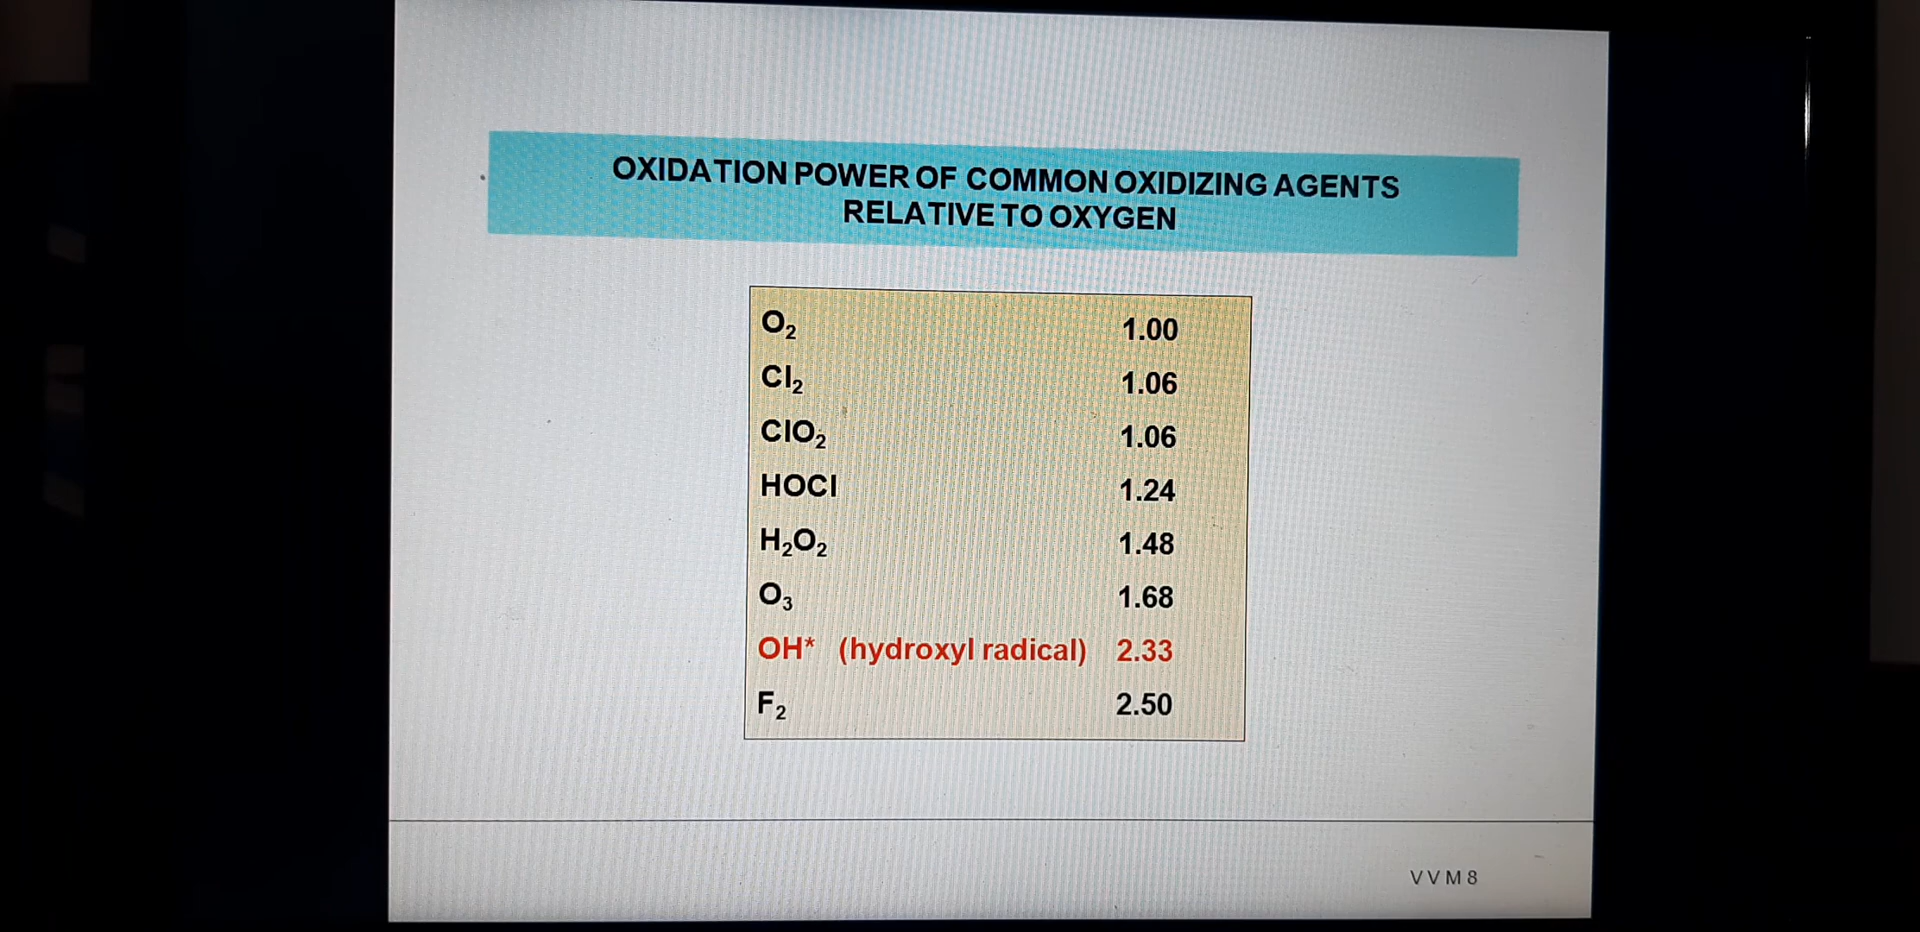 OXIDATION POWER OF COMMON OXIDIZING AGENTS
RELATIVE TO OXYGEN
O₂ 1.00
Cl₂ 1.06
ClO₂ 1.06
HOCl 1.24
H₂O₂ 1.48
O₃ 1.68
OH* (hydroxyl radical) 2.33
F₂ 2.50
VVM8